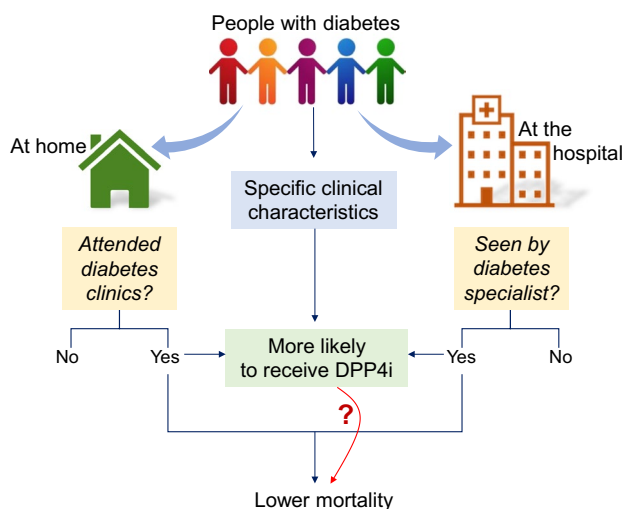 People with diabetes
At home
At the
hospital
Specific clinical
characteristics
Attended
diabetes
clinics?
Seen by
diabetes
specialist?
No
Yes
More likely
to receive DPP4i
Yes
No
?
Lower mortality